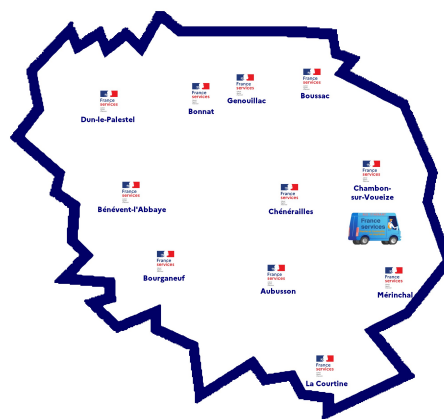 France
services
Dun-le-Palestel
France
services
Bonnat
France
services
Genouillac
France
services
Boussac
France
services
Bénévent-l'Abbaye
France
services
Chénérailles
France
services
Chambon-
sur-Voueize
France
services
France
services
Bourganeuf
France
services
Aubusson
France
services
Mérinchal
France
services
La Courtine